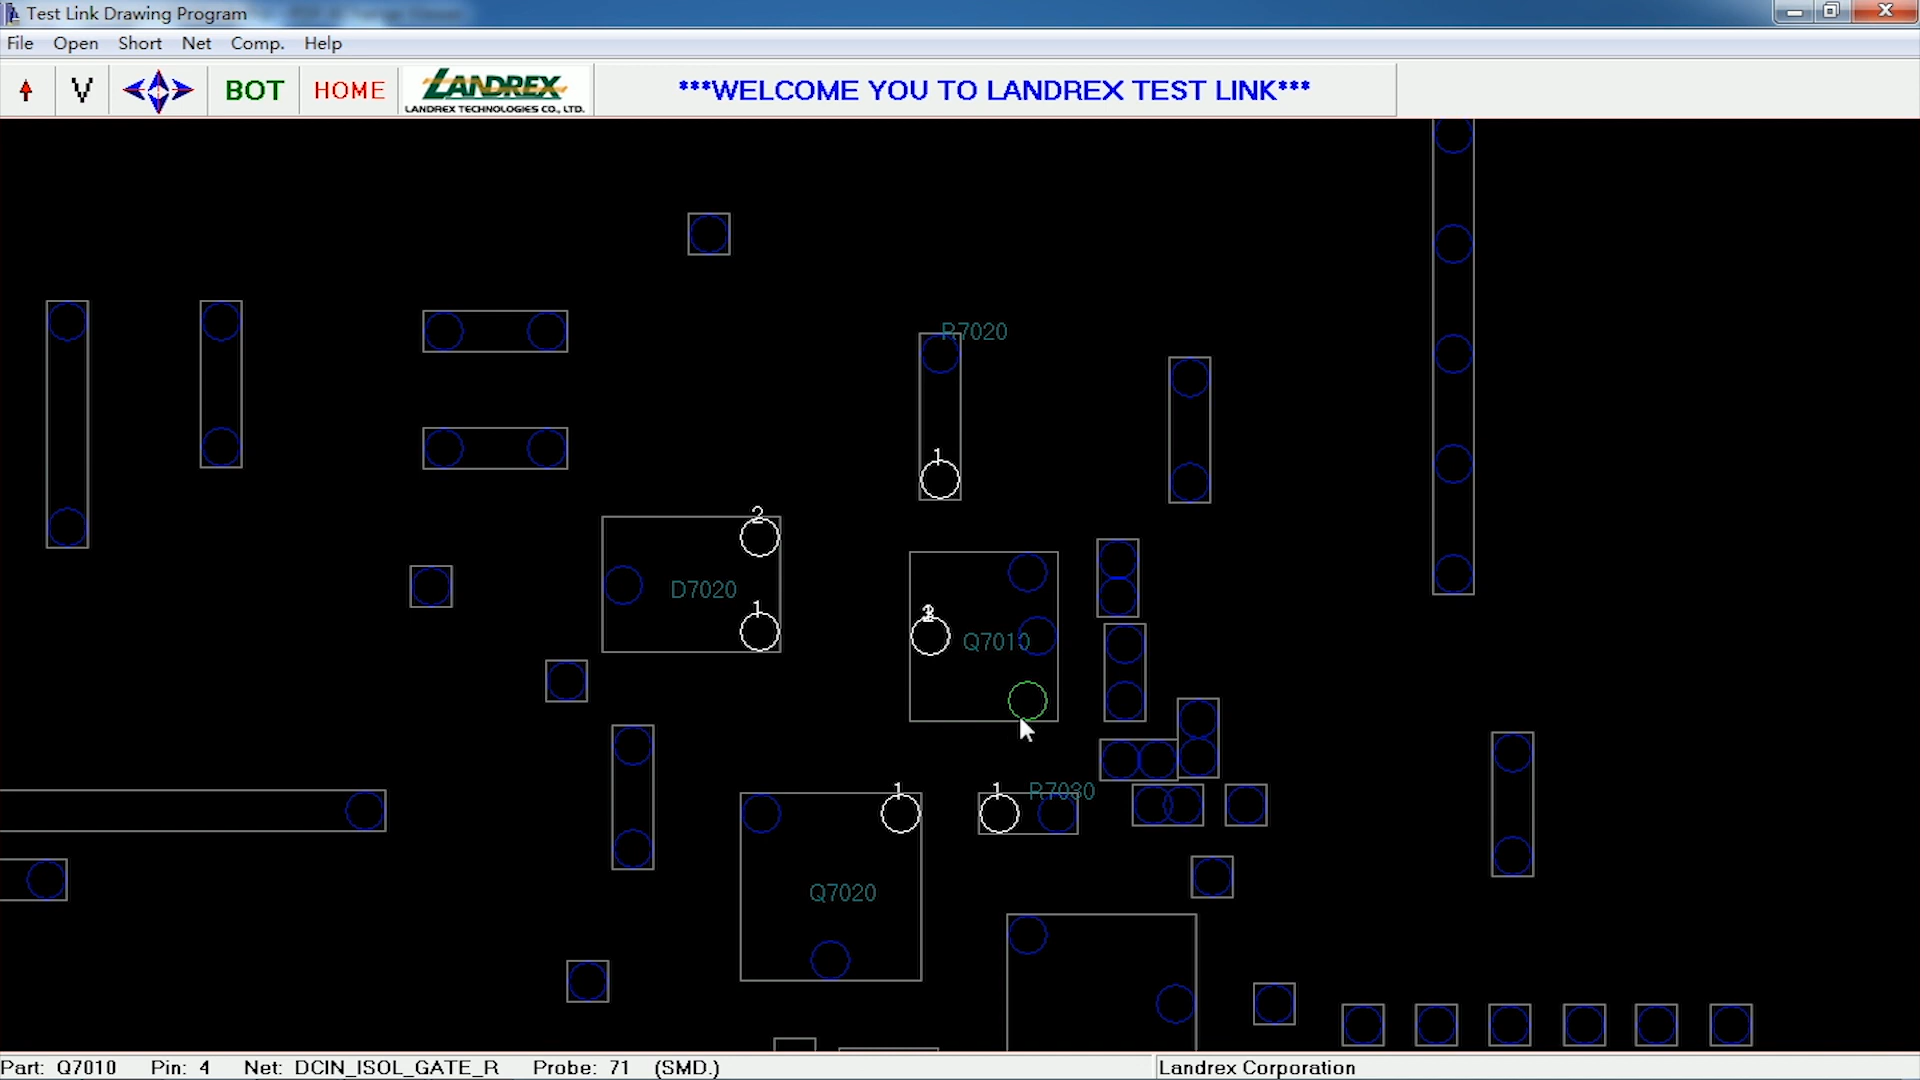 Test Link Drawing Program
File Open Short Net Comp. Help
V BOT HOME LANDREX ***WELCOME YOU TO LANDREX TEST LINK***
LANDREX TECHNOLOGIES CO., LTD.
R7020
1
2
D7020
1
Q7010
1
1
R7030
Q7020
Part: Q7010 Pin: 4 Net: DCIN_ISOL_GATE_R Probe: 71 (SMD.)
Landrex Corporation